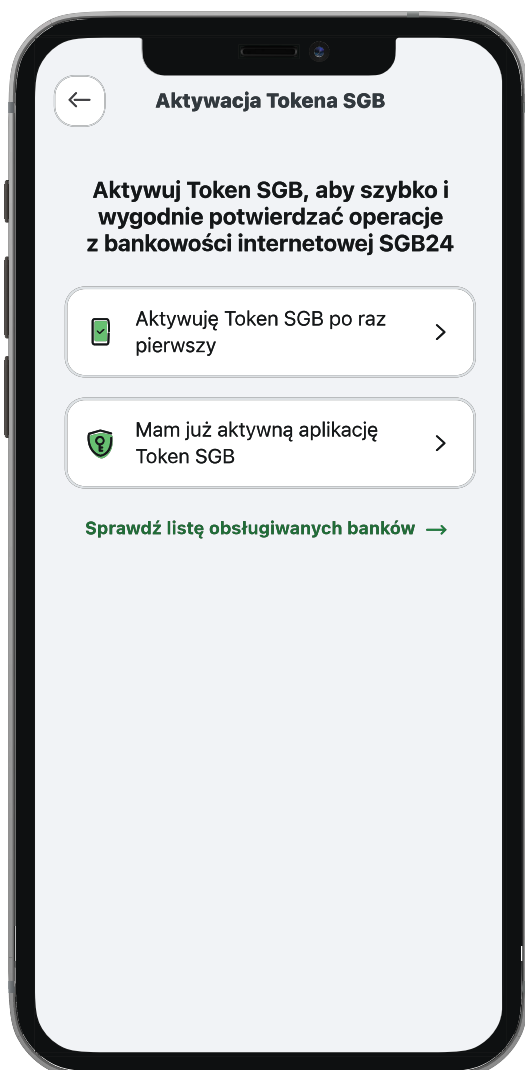 Aktywacja Tokena SGB
Aktywuj Token SGB, aby szybko i
wygodnie potwierdzać operacje
z bankowości internetowej SGB24
Aktywuję Token SGB po raz
pierwszy
Mam już aktywną aplikację
Token SGB
Sprawdź listę obsługiwanych banków →